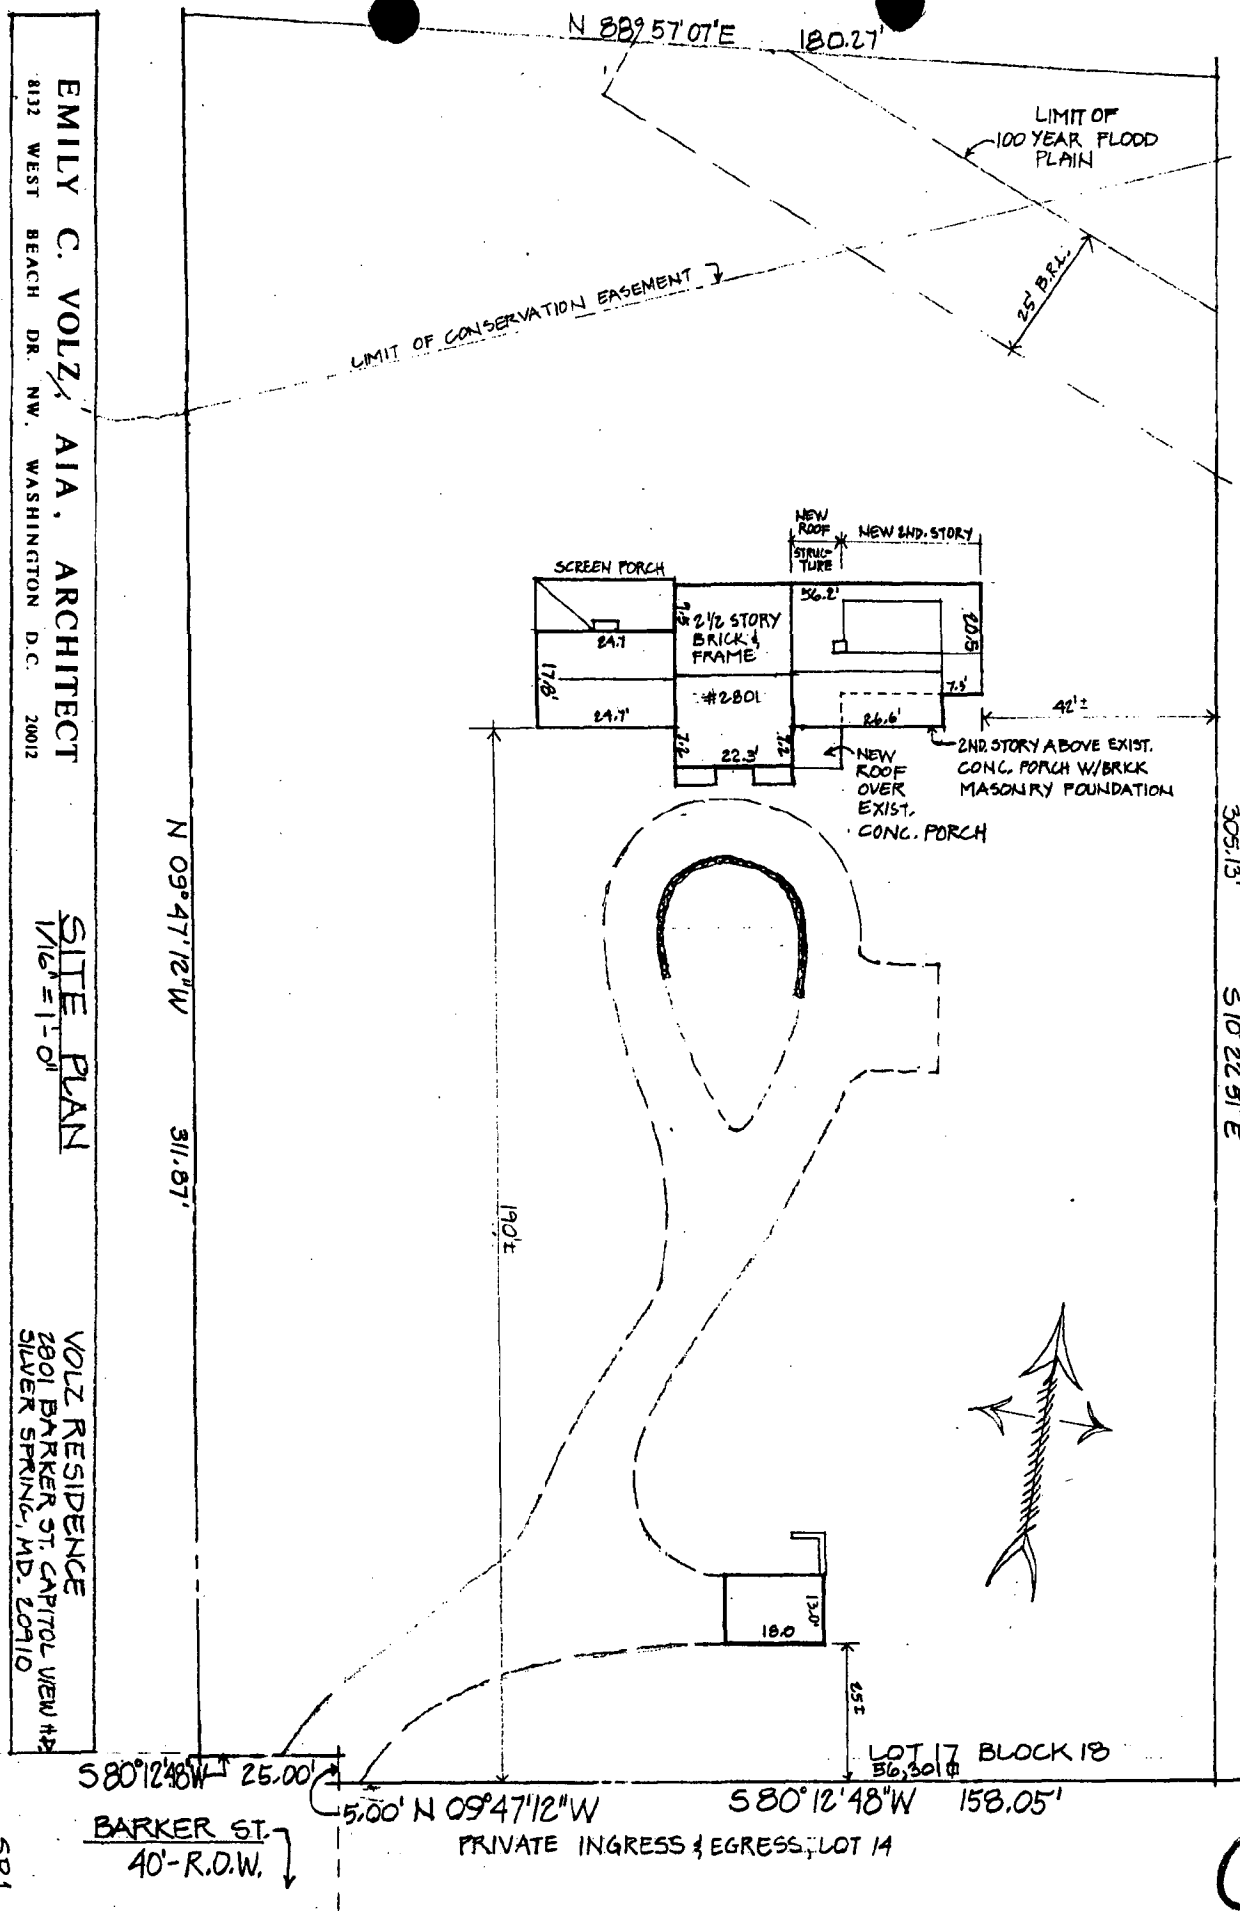 N 88°57'07"E 180.27'
LIMIT OF
100 YEAR FLOOD
PLAIN
25' B.R.L.
LIMIT OF CONSERVATION EASEMENT
EMILY C. VOLZ, AIA, ARCHITECT
8132 WEST BEACH DR. NW. WASHINGTON D.C. 20012
SITE PLAN
1/16" = 1'-0"
VOLZ RESIDENCE
2801 BARKER ST. CAPITOL VIEW H.D.
SILVER SPRING, MD. 20910
NEW
ROOF
STRUC-
TURE
NEW 2ND. STORY
SCREEN PORCH
56.2'
20.5
24.7
17.8'
24.7'
2 1/2 STORY
BRICK &
FRAME
#2801
7.2
22.3'
7.2
26.6'
7.3'
42'±
NEW
ROOF
OVER
EXIST.
CONC. PORCH
2ND. STORY ABOVE EXIST.
CONC. PORCH W/BRICK
MASONRY FOUNDATION
N 09°47'12"W 311.87'
305.13' S 10 22 51 E
190'±
13.0'
18.0
25±
LOT 17 BLOCK 18
56,301
S 80°12'48"W 25.00'
5.00' N 09°47'12"W
S 80°12'48"W 158.05'
BARKER ST.
40'-R.O.W.
PRIVATE INGRESS & EGRESS, LOT 14